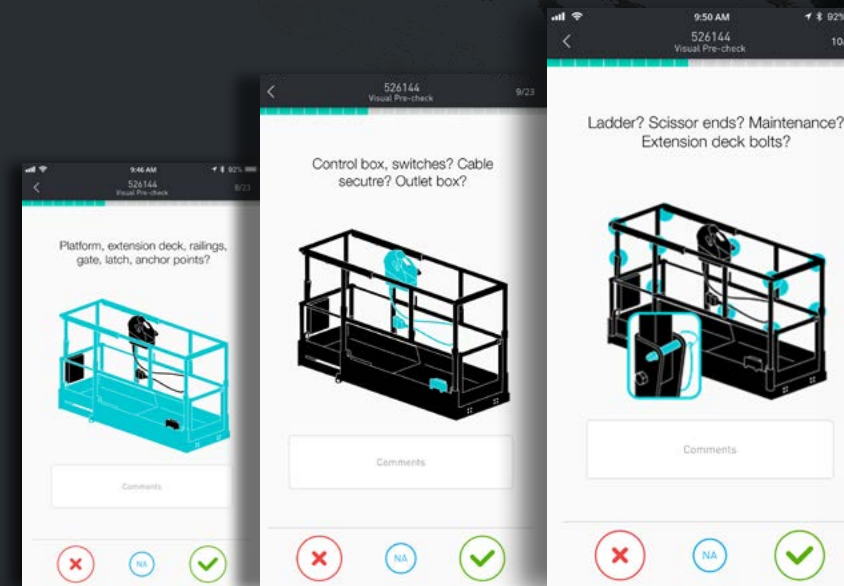 9:46 AM
92%
526144
Visual Pre-check
8/23
Platform, extension deck, railings,
gate, latch, anchor points?
Comments
NA
526144
Visual Pre-check
9/23
Control box, switches? Cable
secutre? Outlet box?
Comments
NA
9:50 AM
92%
526144
Visual Pre-check
Ladder? Scissor ends? Maintenance?
Extension deck bolts?
Comments
NA